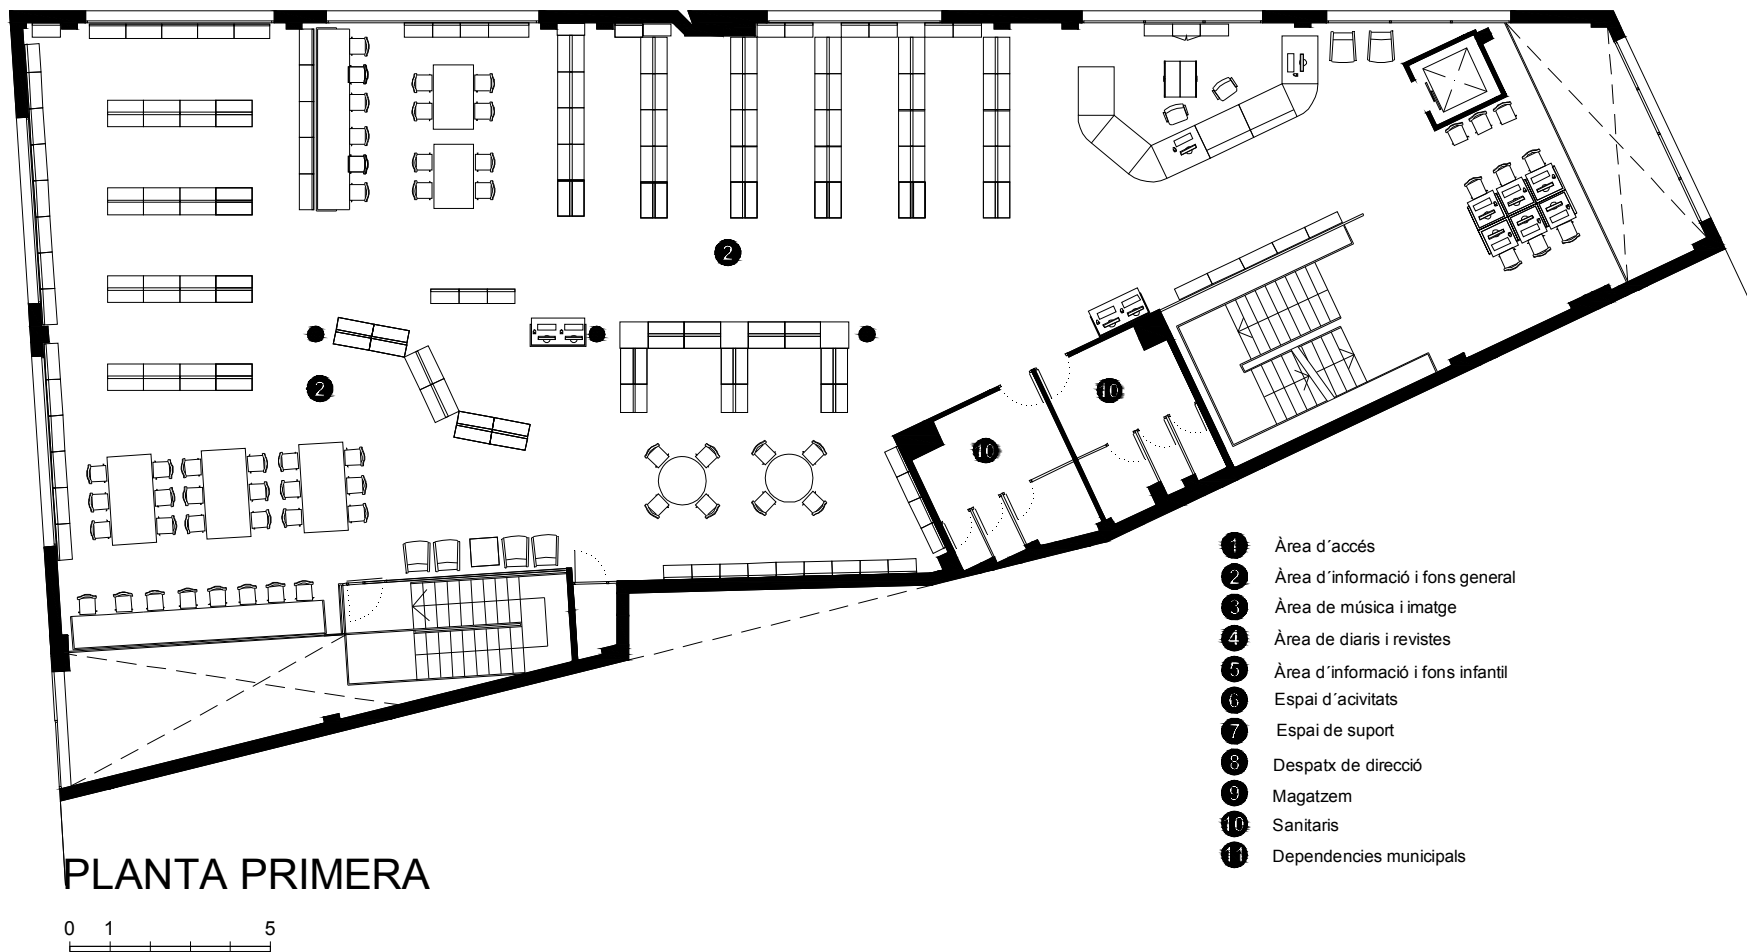 2
2
10
10
1 Àrea d´accés
2 Àrea d´informació i fons general
3 Àrea de música i imatge
4 Àrea de diaris i revistes
5 Àrea d´informació i fons infantil
6 Espai d´acivitats
7 Espai de suport
8 Despatx de direcció
9 Magatzem
10 Sanitaris
11 Dependencies municipals
PLANTA PRIMERA
0 1 5